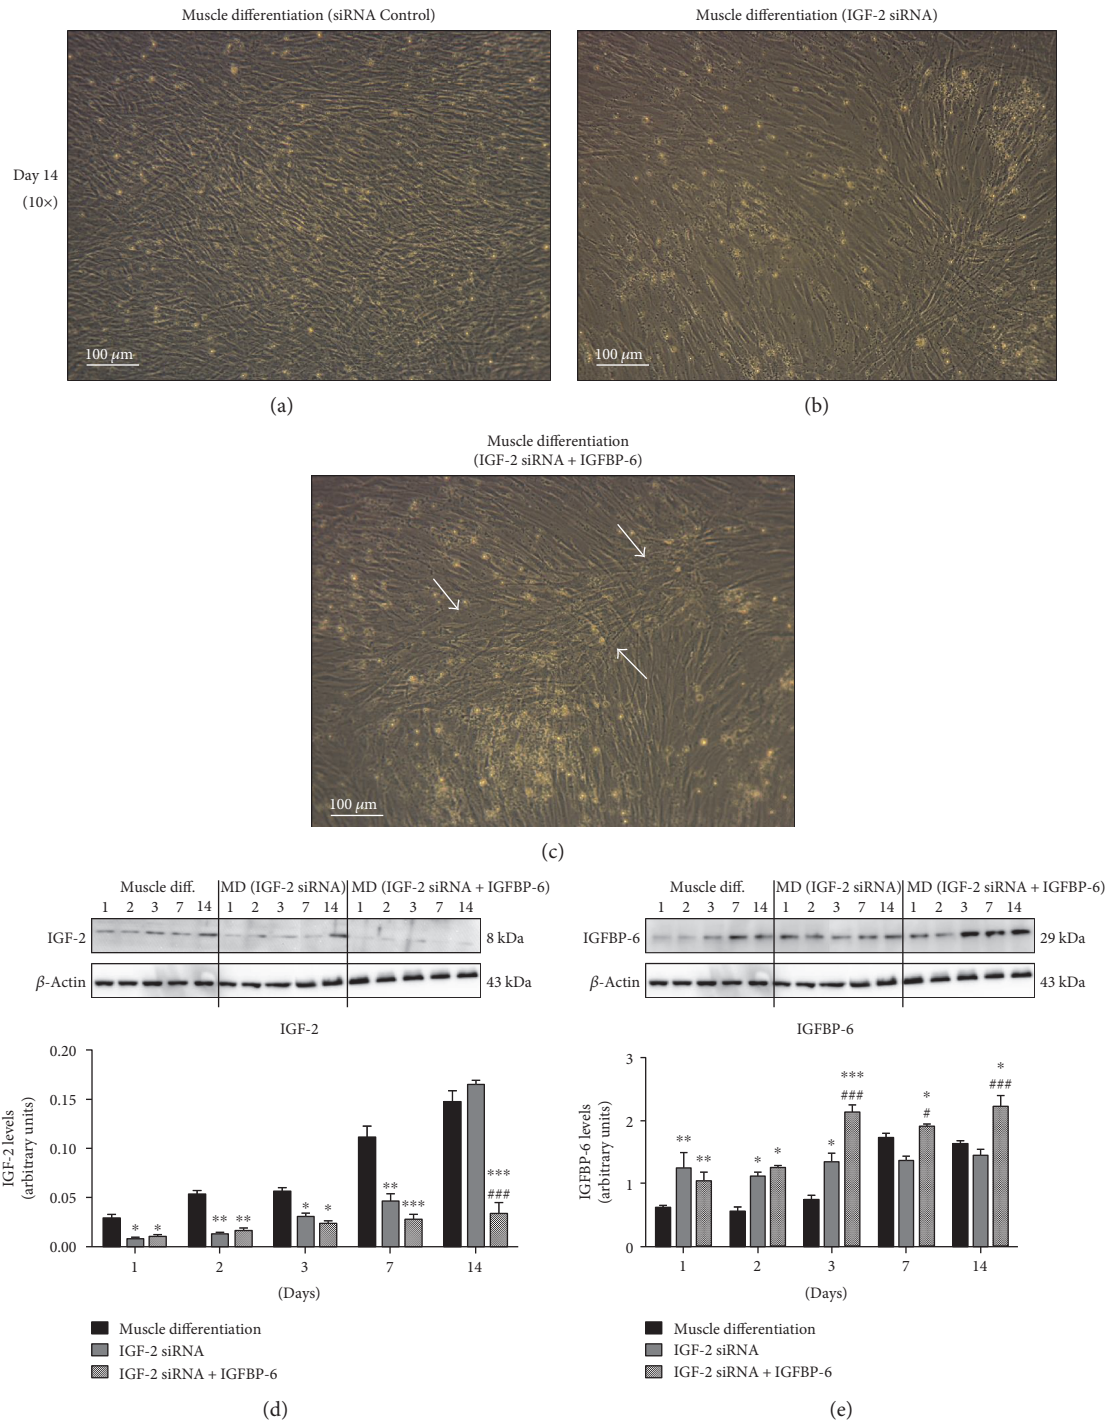 Muscle differentiation (siRNA Control)
Muscle differentiation (IGF-2 siRNA)
Day 14
(10×)
100 μm
100 μm
(a)
(b)
Muscle differentiation
(IGF-2 siRNA + IGFBP-6)
100 μm
(c)
Muscle diff. MD (IGF-2 siRNA) MD (IGF-2 siRNA + IGFBP-6)
1 2 3 7 14 1 2 3 7 14 1 2 3 7 14
IGF-2 8 kDa
β-Actin 43 kDa
IGF-2
0.20
0.15
0.10
0.05
0.00
IGF-2 levels
(arbitrary units)
* *
** **
* *
** ***
***
###
1 2 3 7 14
(Days)
Muscle differentiation
IGF-2 siRNA
IGF-2 siRNA + IGFBP-6
(d)
Muscle diff. MD (IGF-2 siRNA) MD (IGF-2 siRNA + IGFBP-6)
1 2 3 7 14 1 2 3 7 14 1 2 3 7 14
IGFBP-6 29 kDa
β-Actin 43 kDa
IGFBP-6
3
2
1
0
IGFBP-6 levels
(arbitrary units)
** **
* *
* ***
###
*
#
*
###
1 2 3 7 14
(Days)
Muscle differentiation
IGF-2 siRNA
IGF-2 siRNA + IGFBP-6
(e)